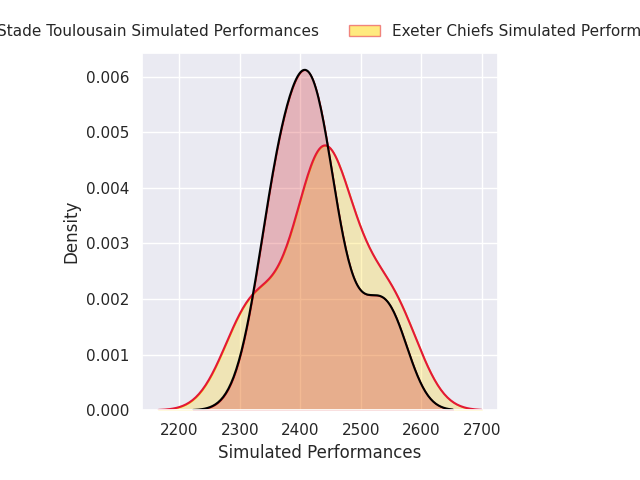 Stade Toulousain Simulated Performances
Exeter Chiefs Simulated Perform
0.006
0.005
0.004
0.003
0.002
0.001
0.000
Density
2200 2300 2400 2500 2600 2700
Simulated Performances